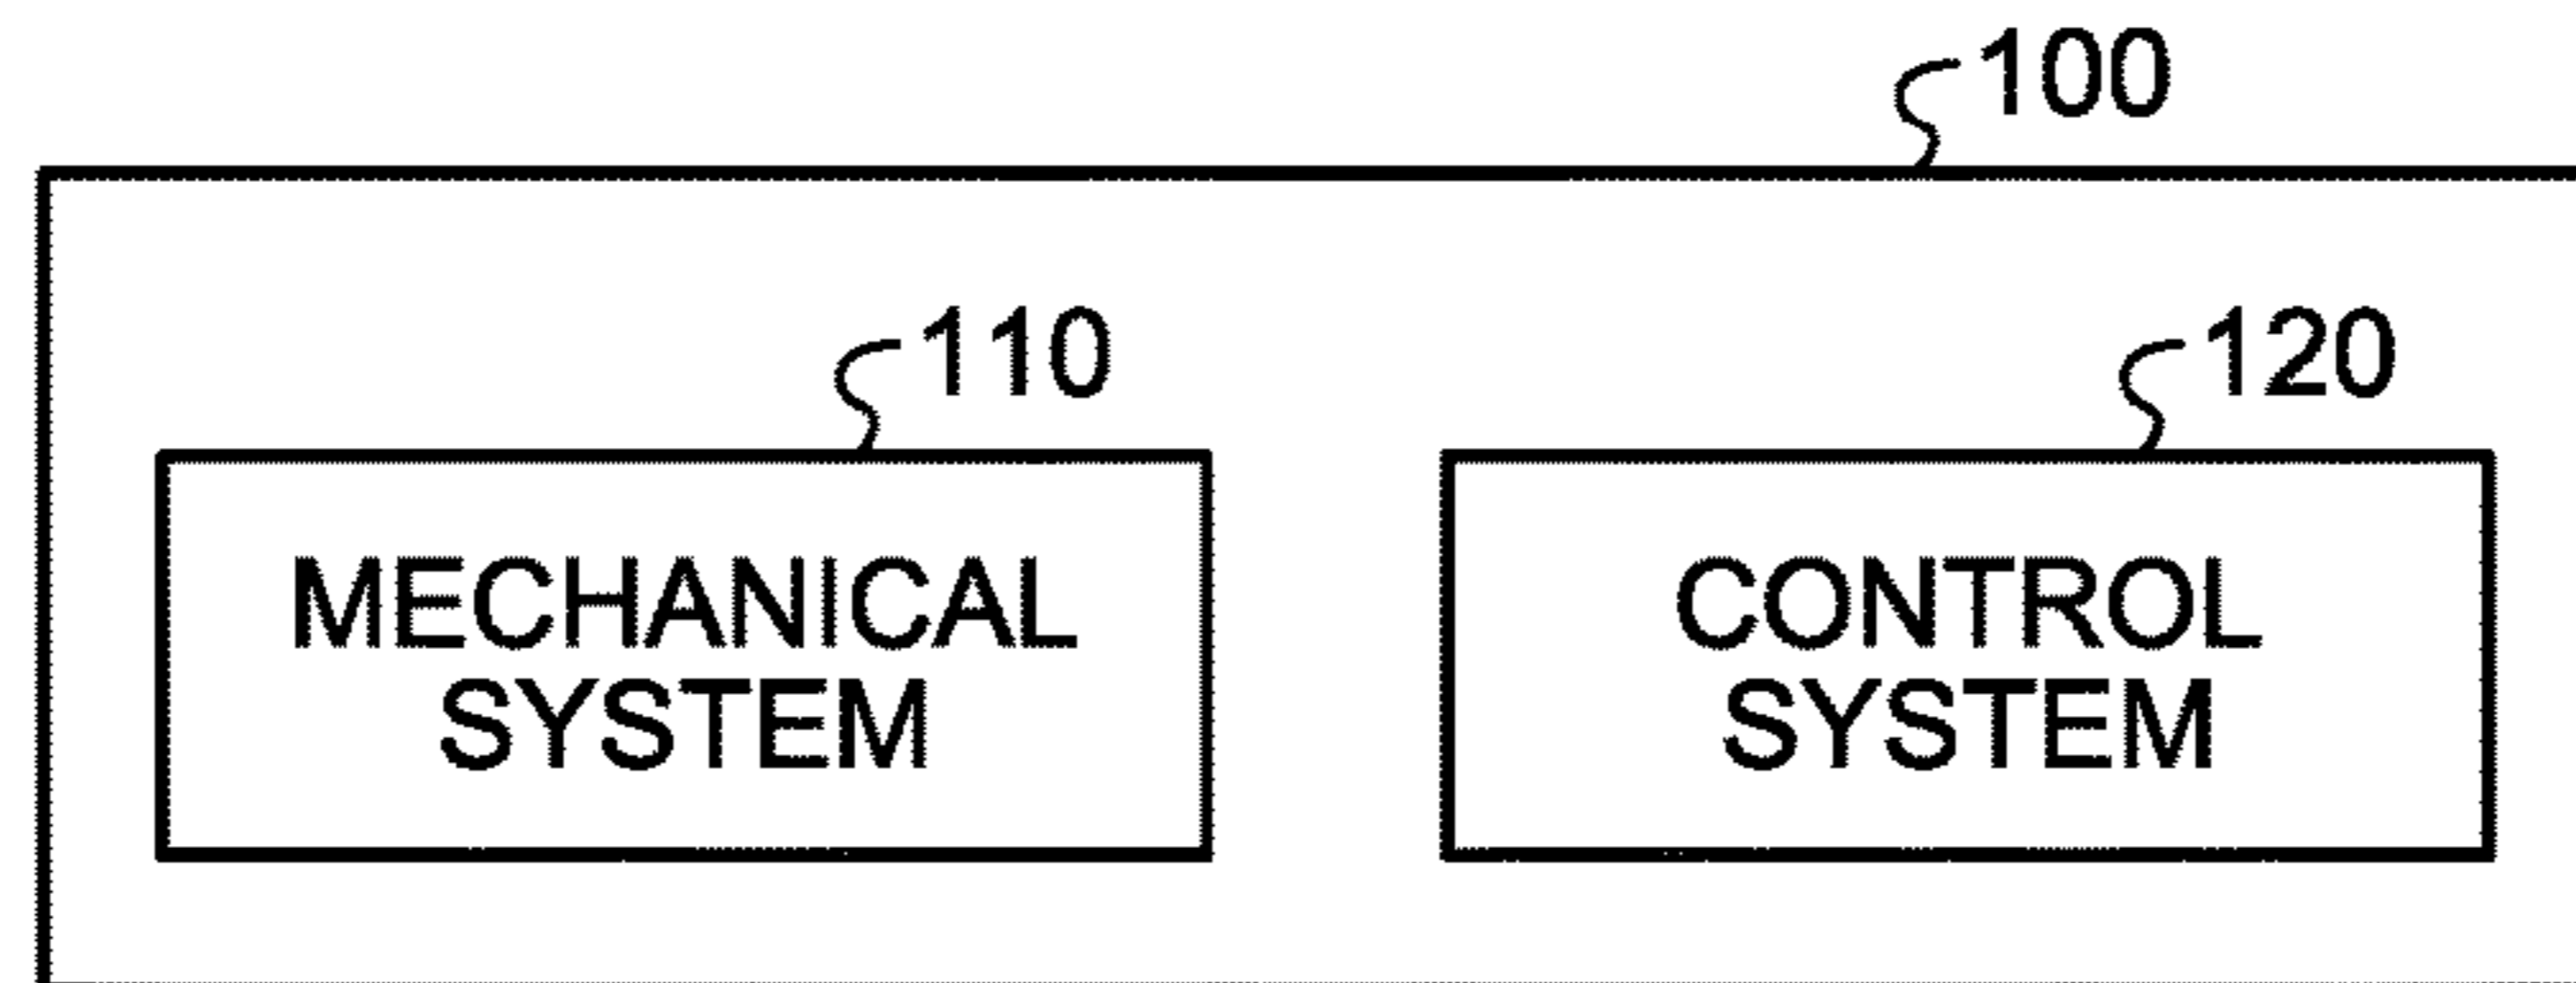 100
110
120
MECHANICAL
SYSTEM
CONTROL
SYSTEM